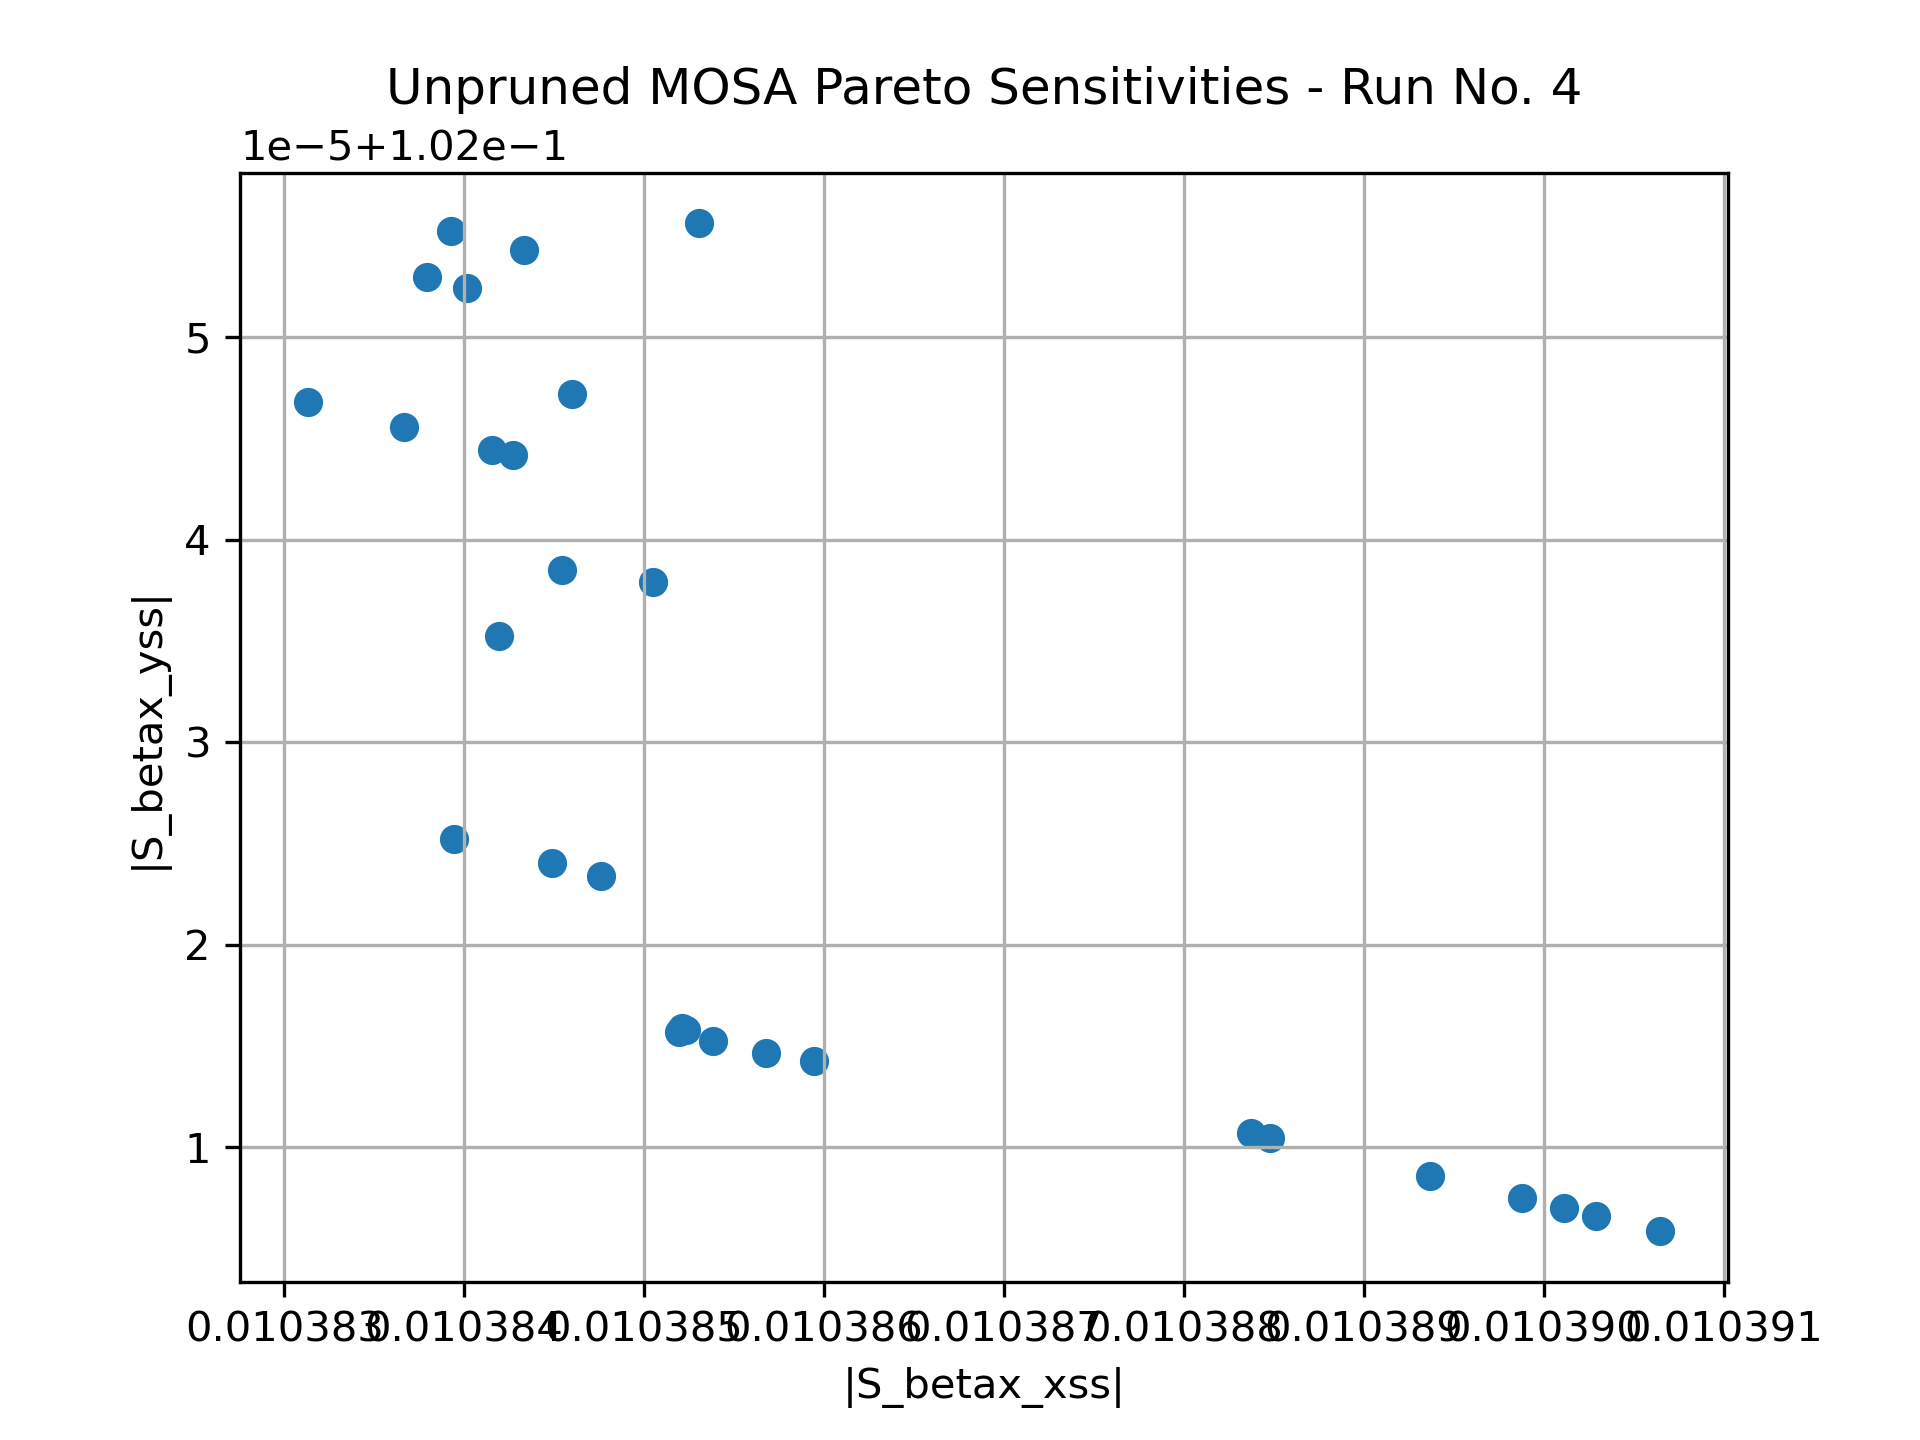 Unpruned MOSA Pareto Sensitivities - Run No. 4
1e−5+1.02e−1
5
4
3
2
1
|S_betax_yss|
0.010383 0.010384 0.010385 0.010386 0.010387 0.010388 0.010389 0.010390 0.010391
|S_betax_xss|